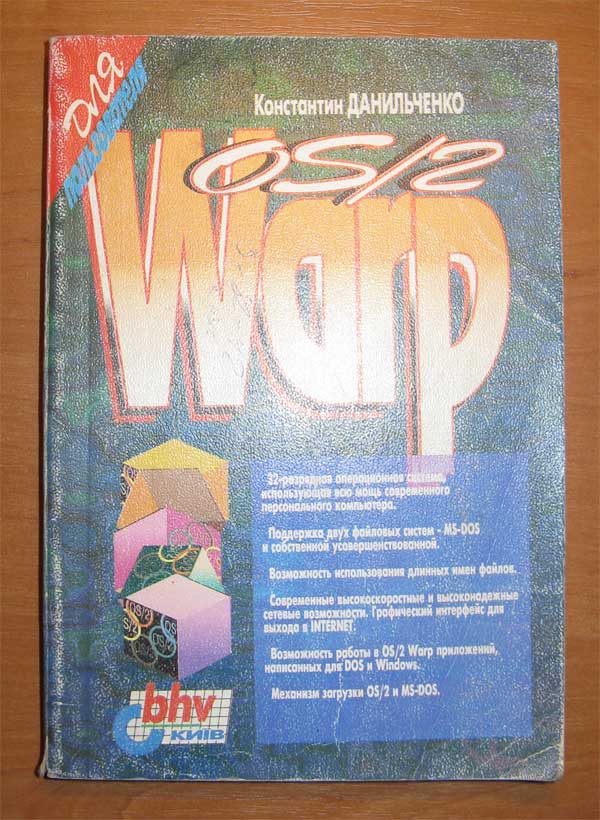 для
пользователя
Константин ДАНИЛЬЧЕНКО
OS/2
Warp
32-разрядная операционная система,
использующая всю мощь современного
персонального компьютера.
Поддержка двух файловых систем - MS-DOS
и собственной усовершенствованной.
Возможность использования длинных имен файлов.
Современные высокоскоростные и высоконадежные
сетевые возможности. Графический интерфейс для
выхода в INTERNET.
Возможность работы в OS/2 Warp приложений,
написанных для DOS и Windows.
Механизм загрузки OS/2 и MS-DOS.
OS/2
bhv
КИЇВ